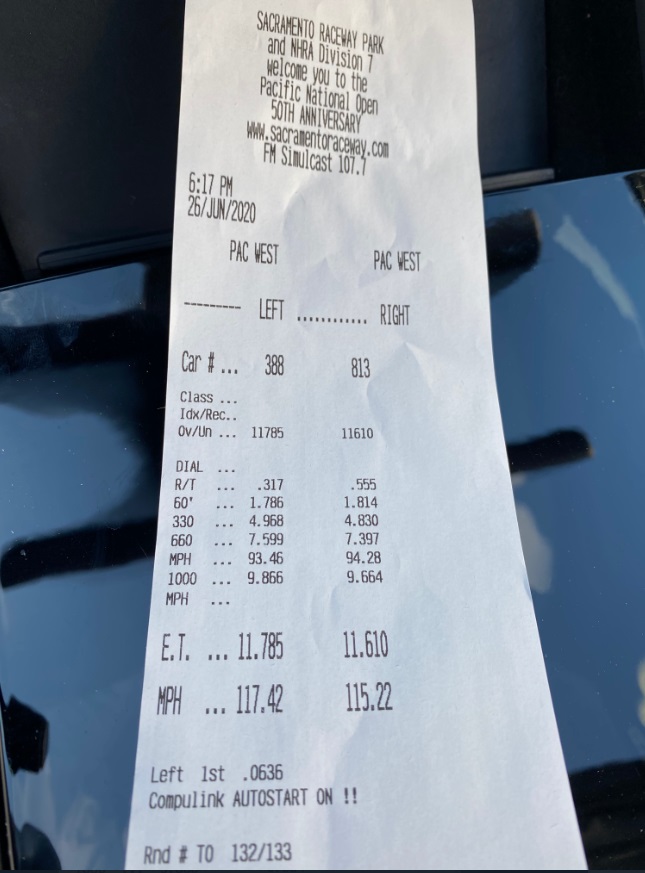 SACRAMENTO RACEWAY PARK
and NHRA Division 7
welcome you to the
Pacific National Open
50TH ANNIVERSARY
www.sacramentoraceway.com
FM Simulcast 107.7
6:17 PM
26/JUN/2020
PAC WEST PAC WEST
--------- LEFT ............ RIGHT
Car # ... 388 813
Class ...
Idx/Rec..
Ov/Un ... 11785 11610
DIAL ...
R/T ... .317 .555
60' ... 1.786 1.814
330 ... 4.968 4.830
660 ... 7.599 7.397
MPH ... 93.46 94.28
1000 ... 9.866 9.664
MPH ...
E.T. ... 11.785 11.610
MPH ... 117.42 115.22
Left 1st .0636
Compulink AUTOSTART ON !!
Rnd # TO 132/133